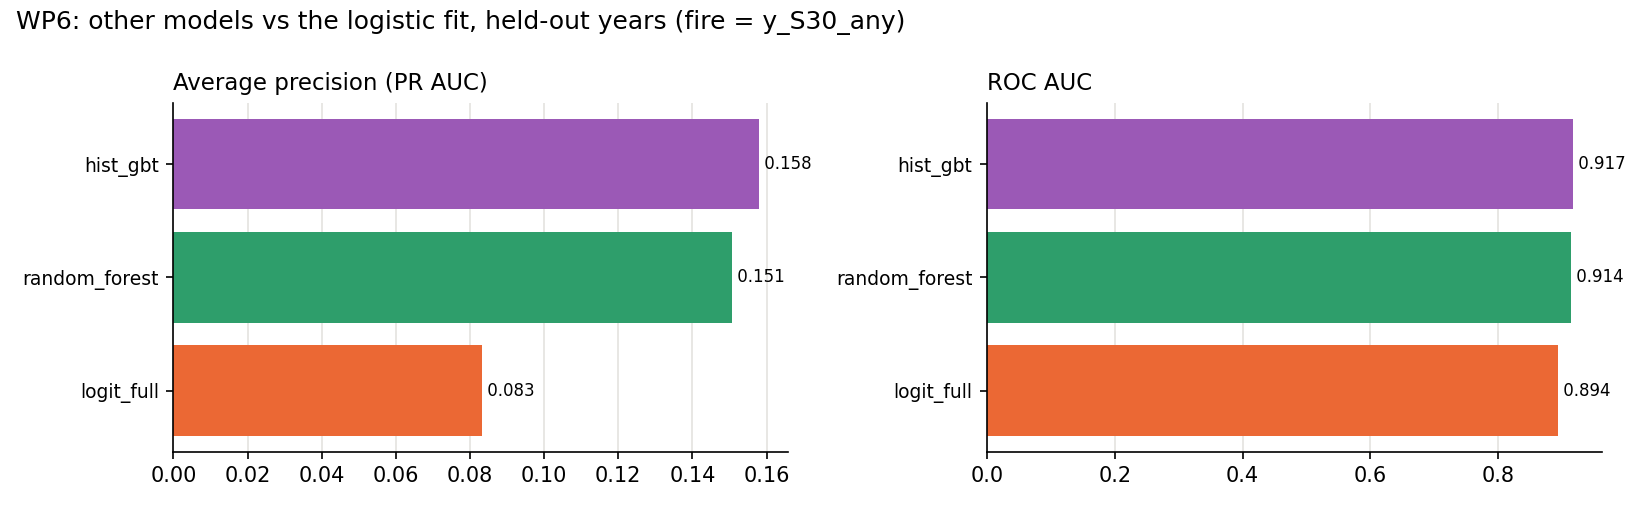 WP6: other models vs the logistic fit, held-out years (fire = y_S30_any)
Average precision (PR AUC)
hist_gbt
0.158
random_forest
0.151
logit_full
0.083
0.00 0.02 0.04 0.06 0.08 0.10 0.12 0.14 0.16
ROC AUC
hist_gbt
0.917
random_forest
0.914
logit_full
0.894
0.0 0.2 0.4 0.6 0.8